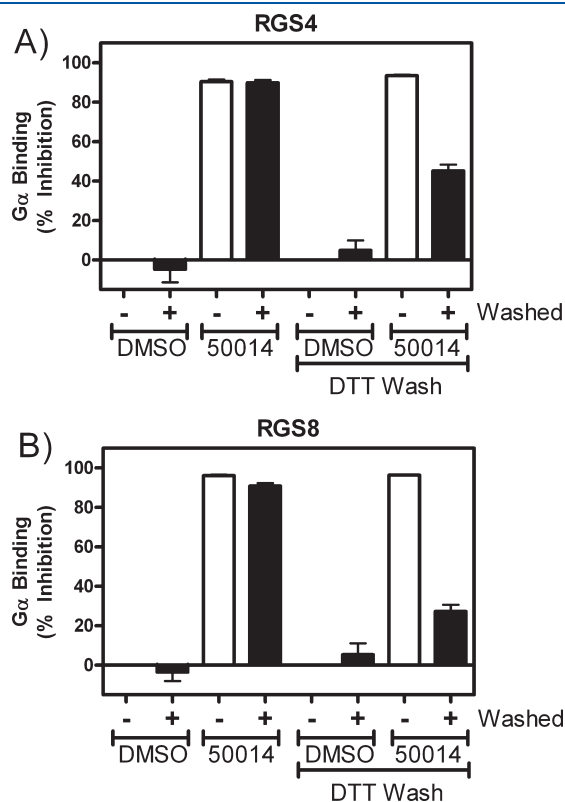 A)
RGS4
Gα Binding
(% Inhibition)
100
80
60
40
20
0
- + - + - + - + Washed
DMSO 50014 DMSO 50014
DTT Wash
B)
RGS8
Gα Binding
(% Inhibition)
100
80
60
40
20
0
- + - + - + - + Washed
DMSO 50014 DMSO 50014
DTT Wash